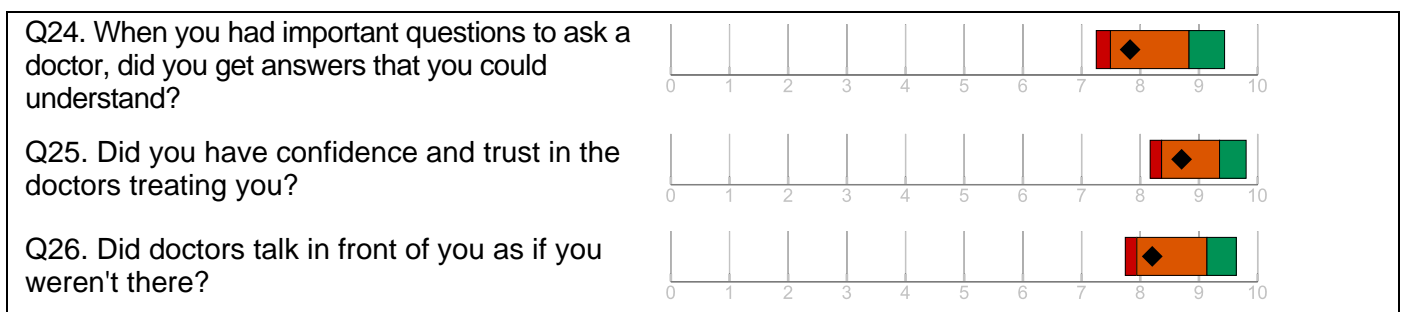 Q24. When you had important questions to ask a
doctor, did you get answers that you could
understand?
0 1 2 3 4 5 6 7 8 9 10
Q25. Did you have confidence and trust in the
doctors treating you?
0 1 2 3 4 5 6 7 8 9 10
Q26. Did doctors talk in front of you as if you
weren't there?
0 1 2 3 4 5 6 7 8 9 10